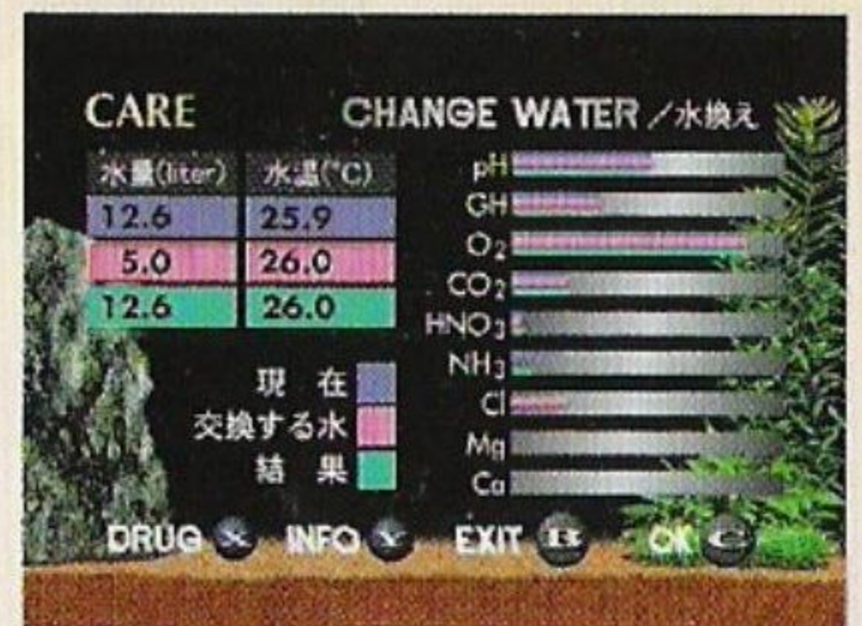 CARE
CHANGE WATER／水換え
水量(liter) 水温(°C)
12.6 25.9
5.0 26.0
12.6 26.0
現 在
交換する水
結 果
pH
GH
O₂
CO₂
HNO₃
NH₃
Cl
Mg
Ca
DRUG X INFO Y EXIT B OK C